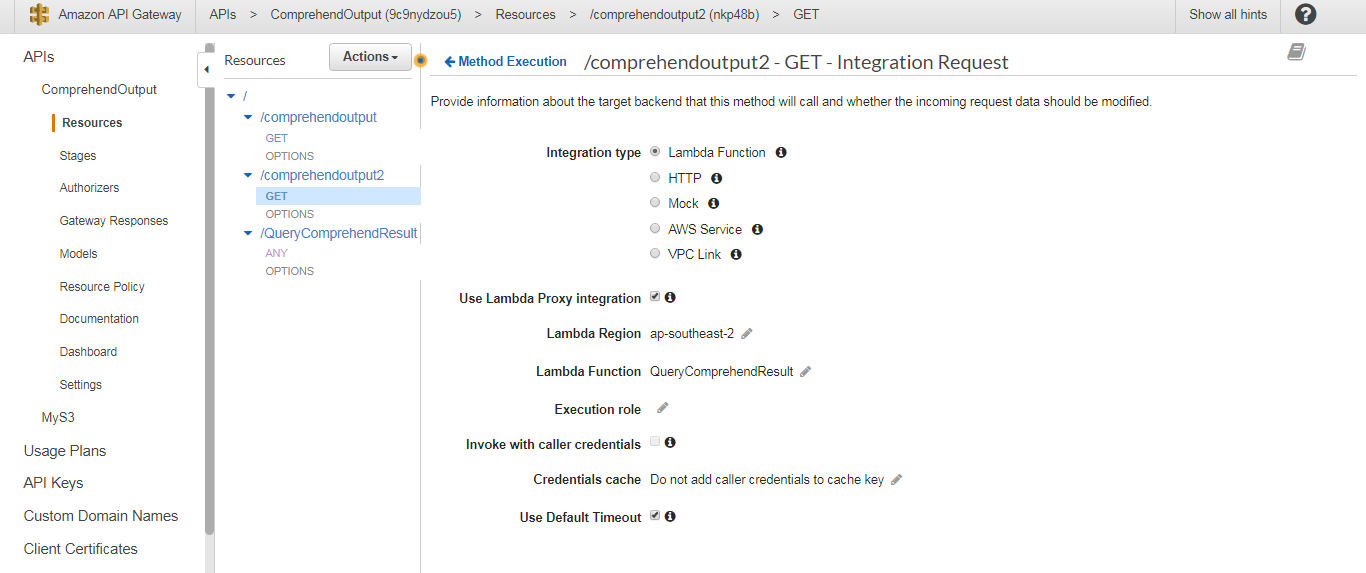 Amazon API Gateway
APIs > ComprehendOutput (9c9nydzou5) > Resources > /comprehendoutput2 (nkp48b) > GET
Show all hints
?
APIs
ComprehendOutput
Resources
Stages
Authorizers
Gateway Responses
Models
Resource Policy
Documentation
Dashboard
Settings
MyS3
Usage Plans
API Keys
Custom Domain Names
Client Certificates
Resources
Actions
/
/comprehendoutput
GET
OPTIONS
/comprehendoutput2
GET
OPTIONS
/QueryComprehendResult
ANY
OPTIONS
Method Execution /comprehendoutput2 - GET - Integration Request
Provide information about the target backend that this method will call and whether the incoming request data should be modified.
Integration type Lambda Function
HTTP
Mock
AWS Service
VPC Link
Use Lambda Proxy integration
Lambda Region ap-southeast-2
Lambda Function QueryComprehendResult
Execution role
Invoke with caller credentials
Credentials cache Do not add caller credentials to cache key
Use Default Timeout